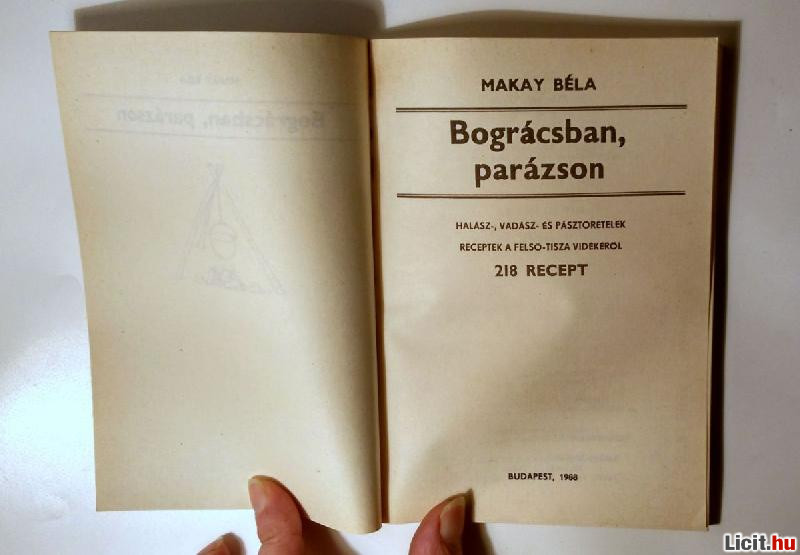 MAKAY BÉLA
Bográcsban,
parázson
HALÁSZ-, VADÁSZ- ÉS PÁSZTORÉTELEK
RECEPTEK A FELSŐ-TISZA VIDÉKÉRŐL
218 RECEPT
BUDAPEST, 1988
Licit.hu